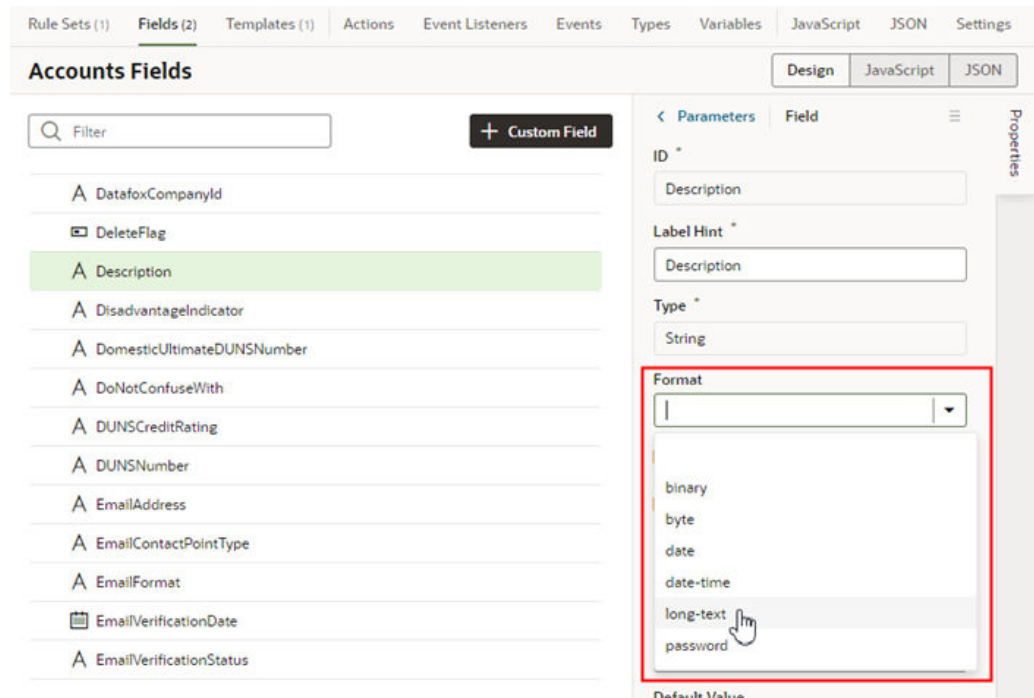 Rule Sets (1) Fields (2) Templates (1) Actions Event Listeners Events Types Variables JavaScript JSON Settings
Accounts Fields
Design JavaScript JSON
Filter
+ Custom Field
DatafoxCompanyId
DeleteFlag
Description
DisadvantageIndicator
DomesticUltimateDUNSNumber
DoNotConfuseWith
DUNSCreditRating
DUNSNumber
EmailAddress
EmailContactPointType
EmailFormat
EmailVerificationDate
EmailVerificationStatus
< Parameters Field
Properties
ID *
Description
Label Hint *
Description
Type *
String
Format
binary
byte
date
date-time
long-text
password
Default Value